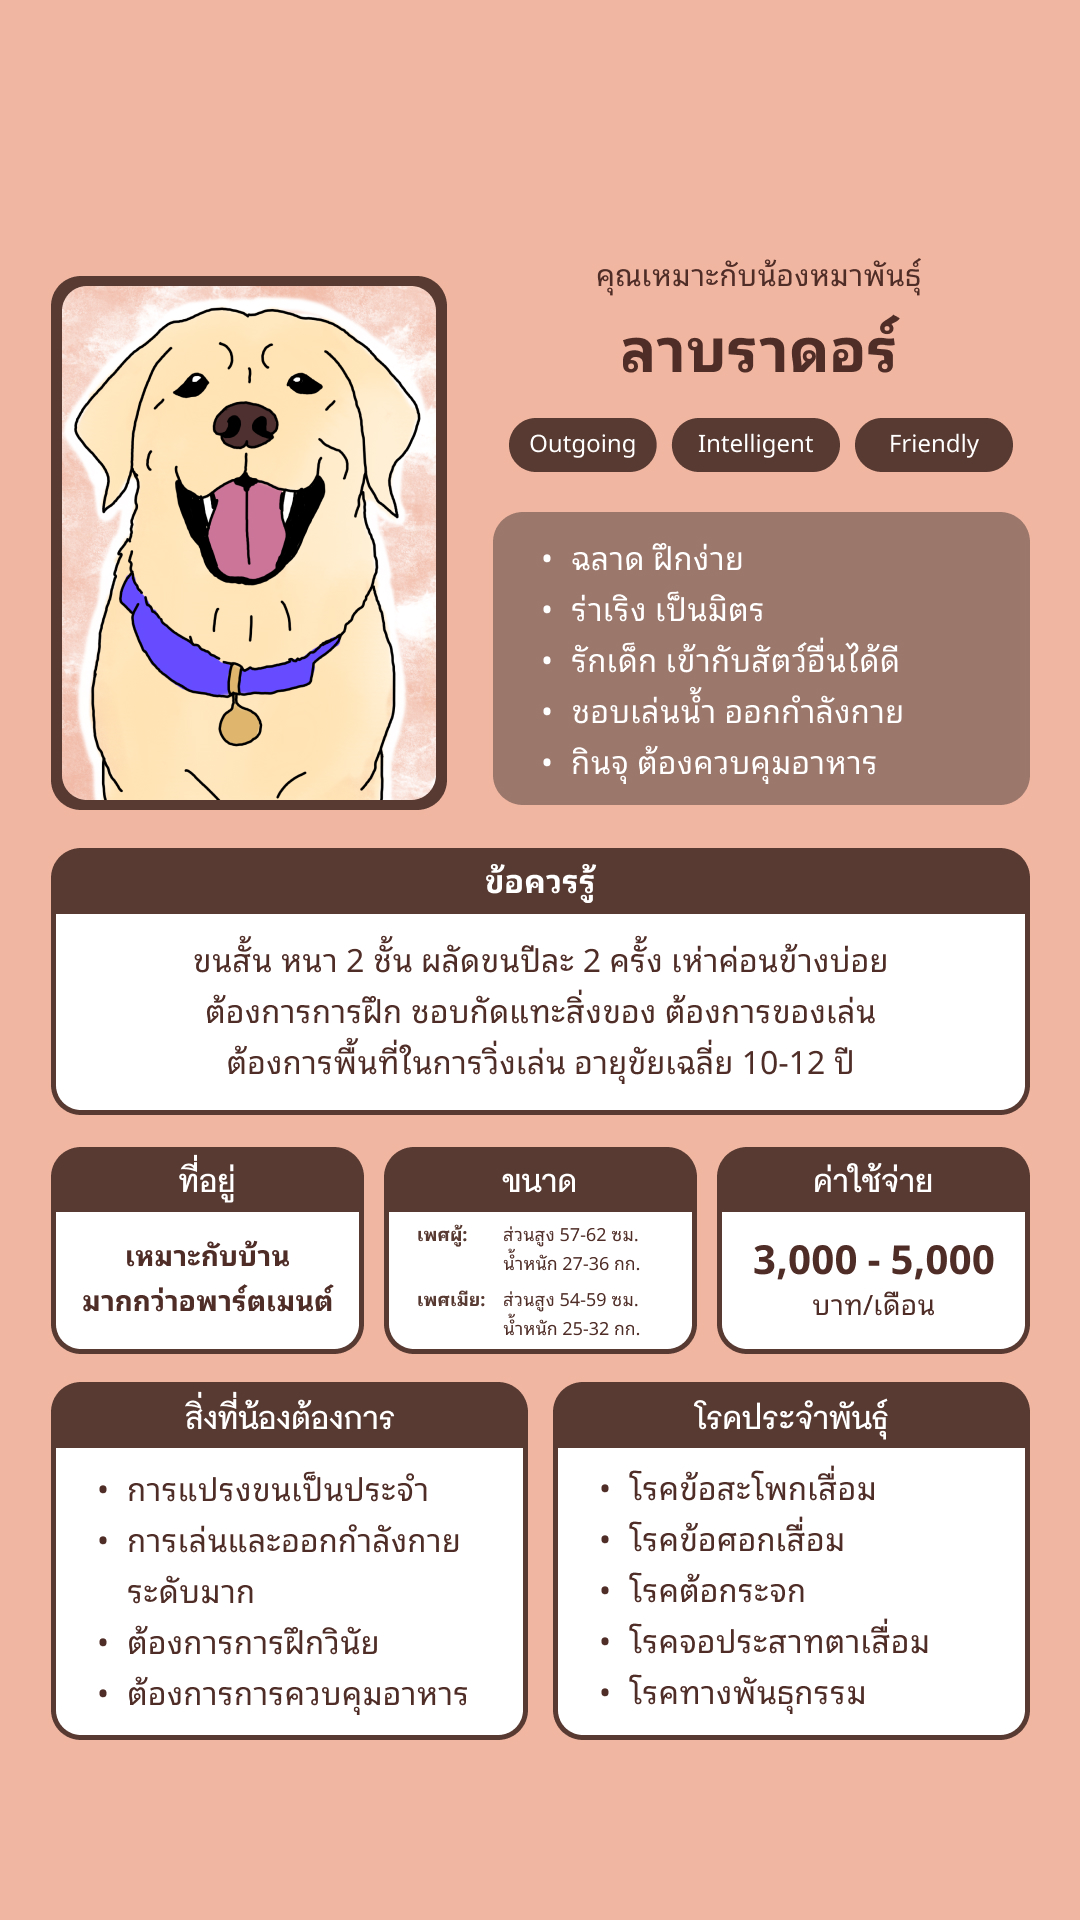 คุณเหมาะกับน้องหมาพันธุ์
ลาบราดอร์
Outgoing Intelligent Friendly
• ฉลาด ฝึกง่าย
• ร่าเริง เป็นมิตร
• รักเด็ก เข้ากับสัตว์อื่นได้ดี
• ชอบเล่นน้ำ ออกกำลังกาย
• กินจุ ต้องควบคุมอาหาร
ข้อควรรู้
ขนสั้น หนา 2 ชั้น ผลัดขนปีละ 2 ครั้ง เห่าค่อนข้างบ่อย
ต้องการการฝึก ชอบกัดแทะสิ่งของ ต้องการของเล่น
ต้องการพื้นที่ในการวิ่งเล่น อายุขัยเฉลี่ย 10-12 ปี
ที่อยู่
เหมาะกับบ้าน
มากกว่าอพาร์ตเมนต์
ขนาด
เพศผู้: ส่วนสูง 57-62 ซม.
น้ำหนัก 27-36 กก.
เพศเมีย: ส่วนสูง 54-59 ซม.
น้ำหนัก 25-32 กก.
ค่าใช้จ่าย
3,000 - 5,000
บาท/เดือน
สิ่งที่น้องต้องการ
• การแปรงขนเป็นประจำ
• การเล่นและออกกำลังกาย
ระดับมาก
• ต้องการการฝึกวินัย
• ต้องการการควบคุมอาหาร
โรคประจำพันธุ์
• โรคข้อสะโพกเสื่อม
• โรคข้อศอกเสื่อม
• โรคต้อกระจก
• โรคจอประสาทตาเสื่อม
• โรคทางพันธุกรรม